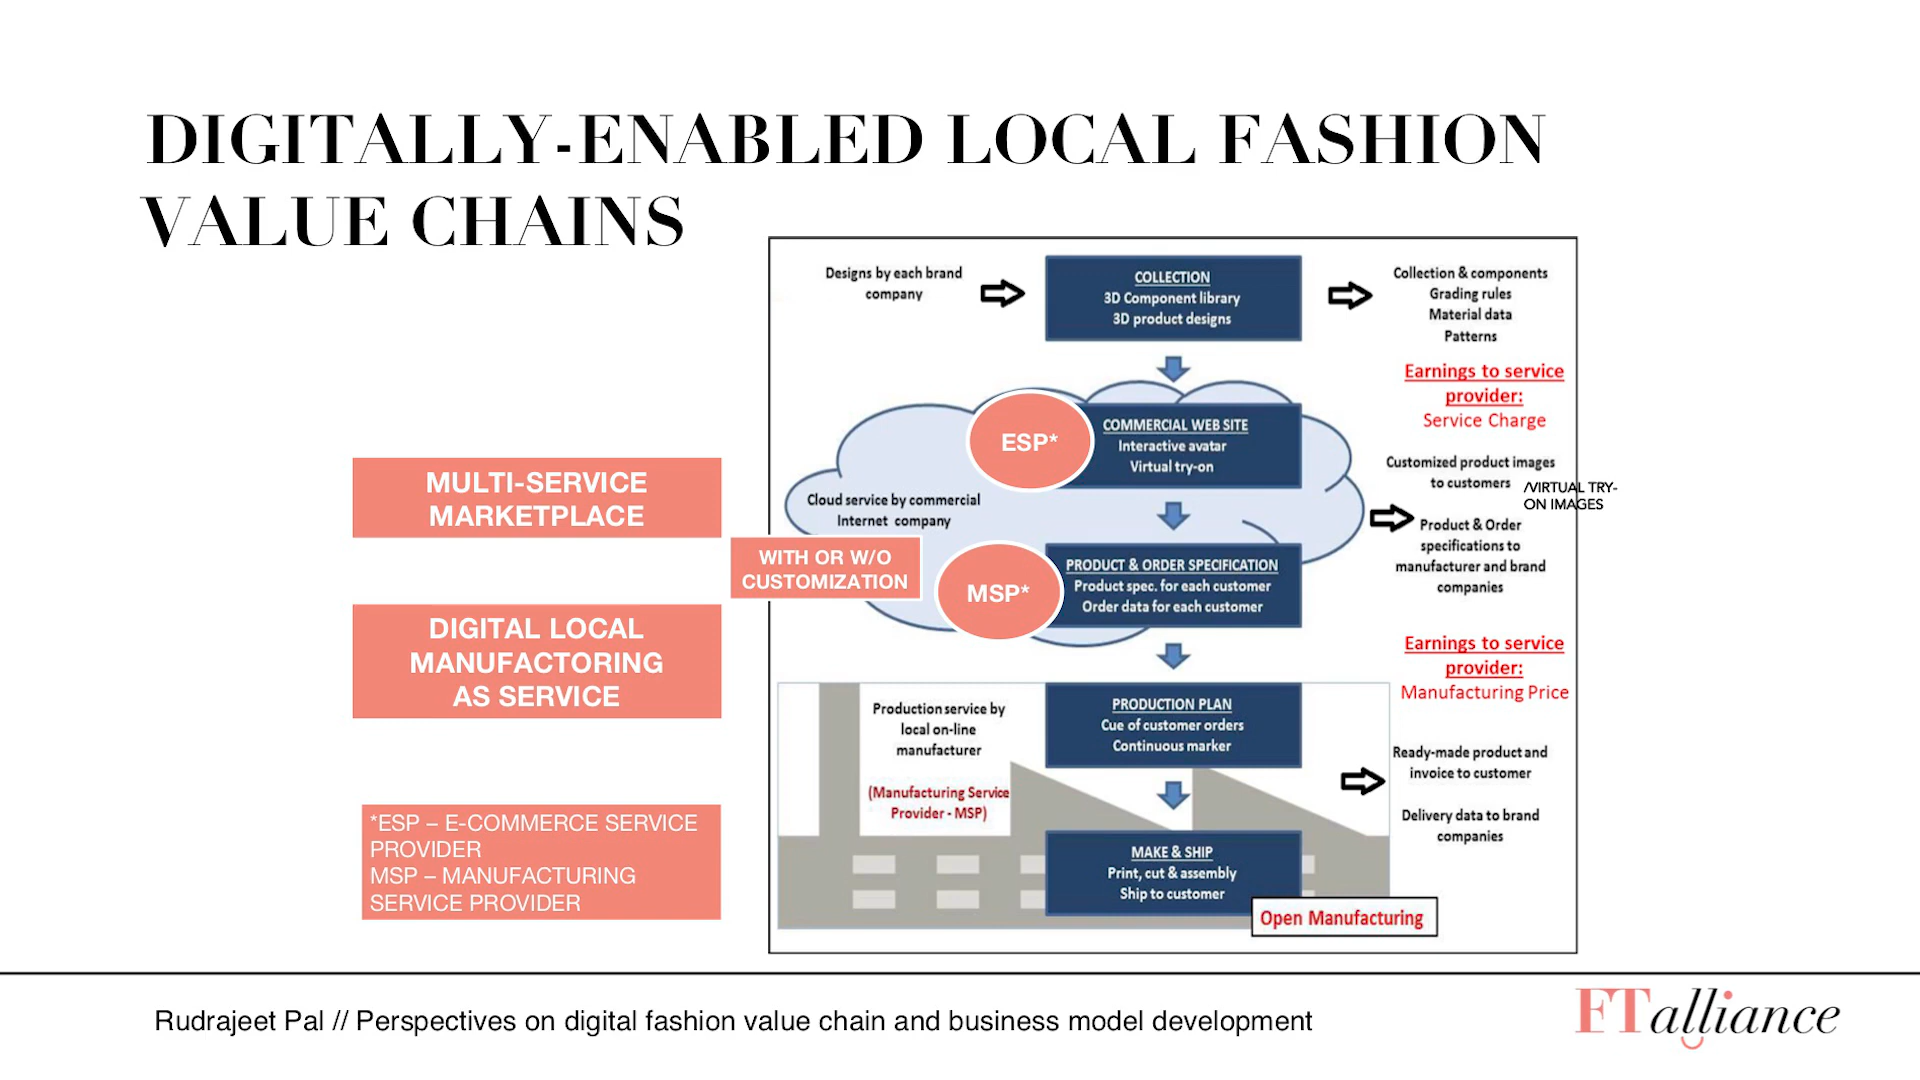 DIGITALLY-ENABLED LOCAL FASHION
VALUE CHAINS
MULTI-SERVICE
MARKETPLACE
DIGITAL LOCAL
MANUFACTORING
AS SERVICE
*ESP – E-COMMERCE SERVICE
PROVIDER
MSP – MANUFACTURING
SERVICE PROVIDER
WITH OR W/O
CUSTOMIZATION
Designs by each brand
company
COLLECTION
3D Component library
3D product designs
Collection & components
Grading rules
Material data
Patterns
Earnings to service
provider:
Service Charge
ESP*
COMMERCIAL WEB SITE
Interactive avatar
Virtual try-on
Cloud service by commercial
Internet company
Customized product images
to customers
/VIRTUAL TRY-
ON IMAGES
Product & Order
specifications to
manufacturer and brand
companies
MSP*
PRODUCT & ORDER SPECIFICATION
Product spec. for each customer
Order data for each customer
Earnings to service
provider:
Manufacturing Price
Production service by
local on-line
manufacturer
(Manufacturing Service
Provider - MSP)
PRODUCTION PLAN
Cue of customer orders
Continuous marker
Ready-made product and
invoice to customer
Delivery data to brand
companies
MAKE & SHIP
Print, cut & assembly
Ship to customer
Open Manufacturing
Rudrajeet Pal // Perspectives on digital fashion value chain and business model development
FTalliance